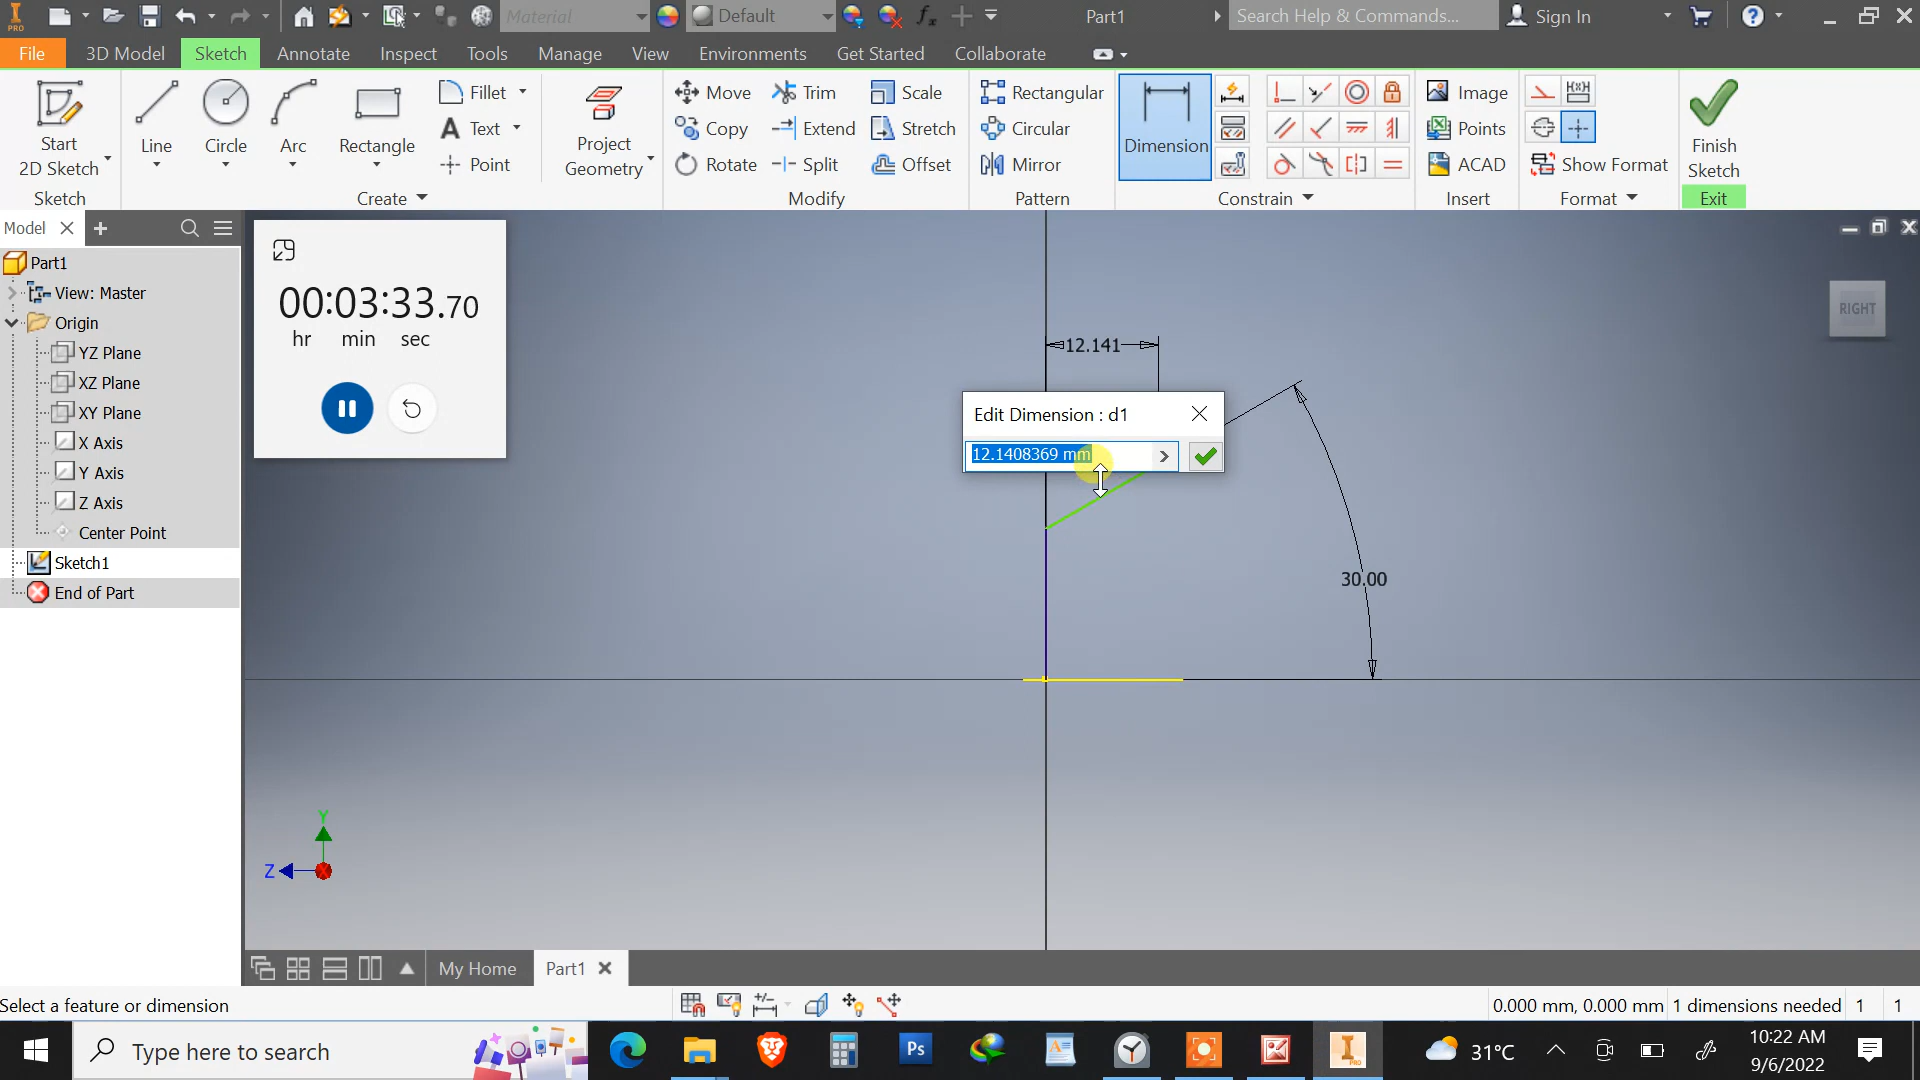 PRO
Material
Default
fx
Part1
Search Help & Commands...
Sign In
File
3D Model
Sketch
Annotate
Inspect
Tools
Manage
View
Environments
Get Started
Collaborate
Start
2D Sketch
Line
Circle
Arc
Rectangle
Fillet
Text
Point
Project
Geometry
Move
Copy
Rotate
Trim
Extend
Split
Scale
Stretch
Offset
Rectangular
Circular
Mirror
Dimension
Image
Points
ACAD
Show Format
Finish
Sketch
Sketch
Create
Modify
Pattern
Constrain
Insert
Format
Exit
Model
Part1
View: Master
Origin
YZ Plane
XZ Plane
XY Plane
X Axis
Y Axis
Z Axis
Center Point
Sketch1
End of Part
00:03:33.70
hr min sec
RIGHT
12.141
Edit Dimension : d1
12.1408369 mm
30.00
Y
Z
My Home
Part1
Select a feature or dimension
0.000 mm, 0.000 mm
1 dimensions needed
1
1
Type here to search
Ps
31°C
10:22 AM
9/6/2022